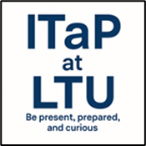 ITaP
at
LTU
Be present, prepared,
and curious